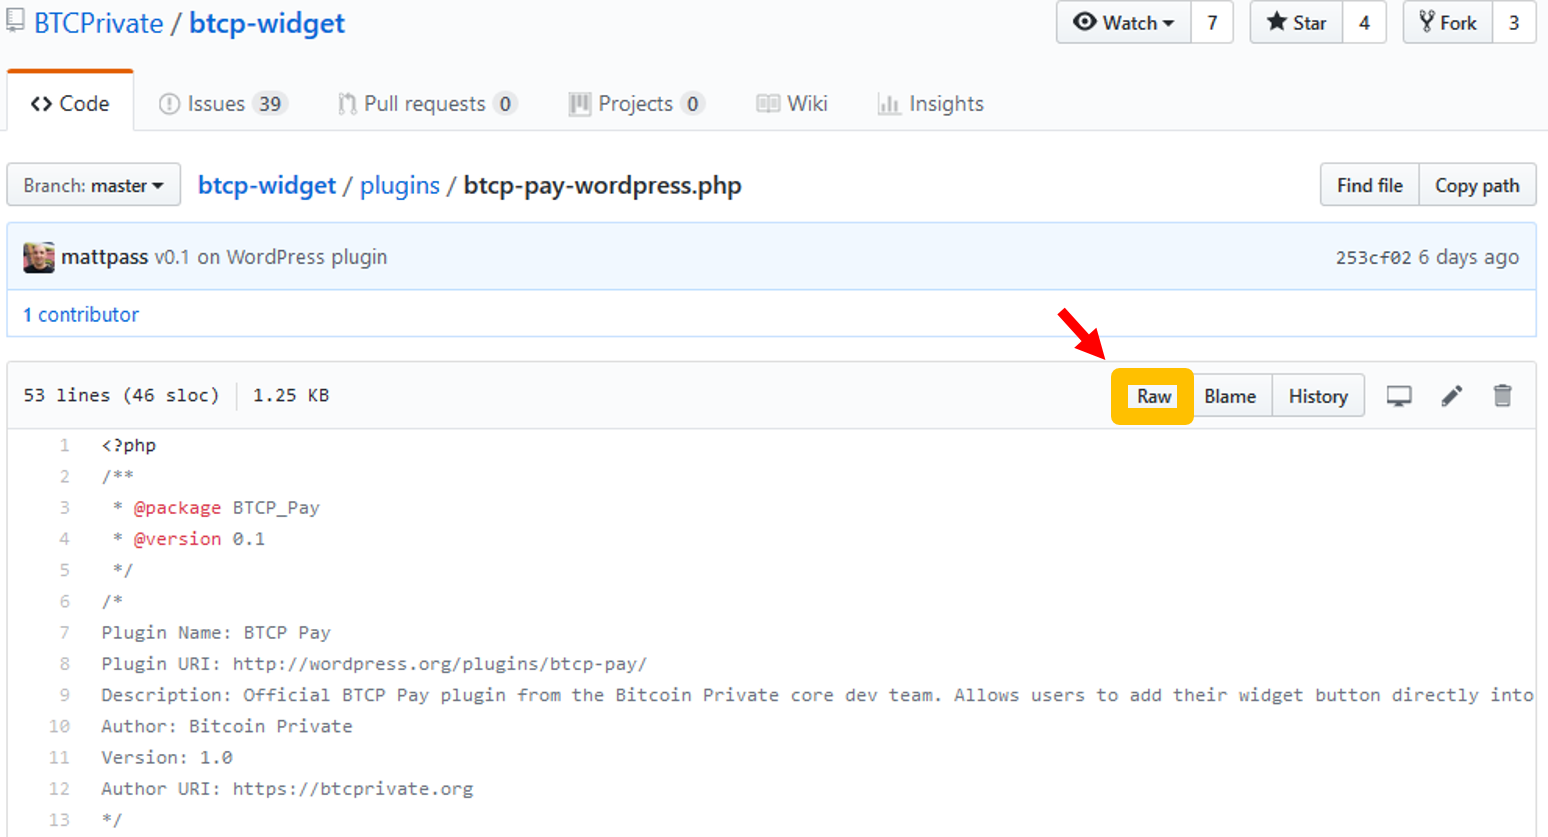 BTCPrivate / btcp-widget
Watch 7 Star 4 Fork 3
Code Issues 39 Pull requests 0 Projects 0 Wiki Insights
Branch: master btcp-widget / plugins / btcp-pay-wordpress.php Find file Copy path
mattpass v0.1 on WordPress plugin 253cf02 6 days ago
1 contributor
53 lines (46 sloc) 1.25 KB Raw Blame History
1 <?php
2 /**
3 * @package BTCP_Pay
4 * @version 0.1
5 */
6 /*
7 Plugin Name: BTCP Pay
8 Plugin URI: http://wordpress.org/plugins/btcp-pay/
9 Description: Official BTCP Pay plugin from the Bitcoin Private core dev team. Allows users to add their widget button directly into
10 Author: Bitcoin Private
11 Version: 1.0
12 Author URI: https://btcprivate.org
13 */